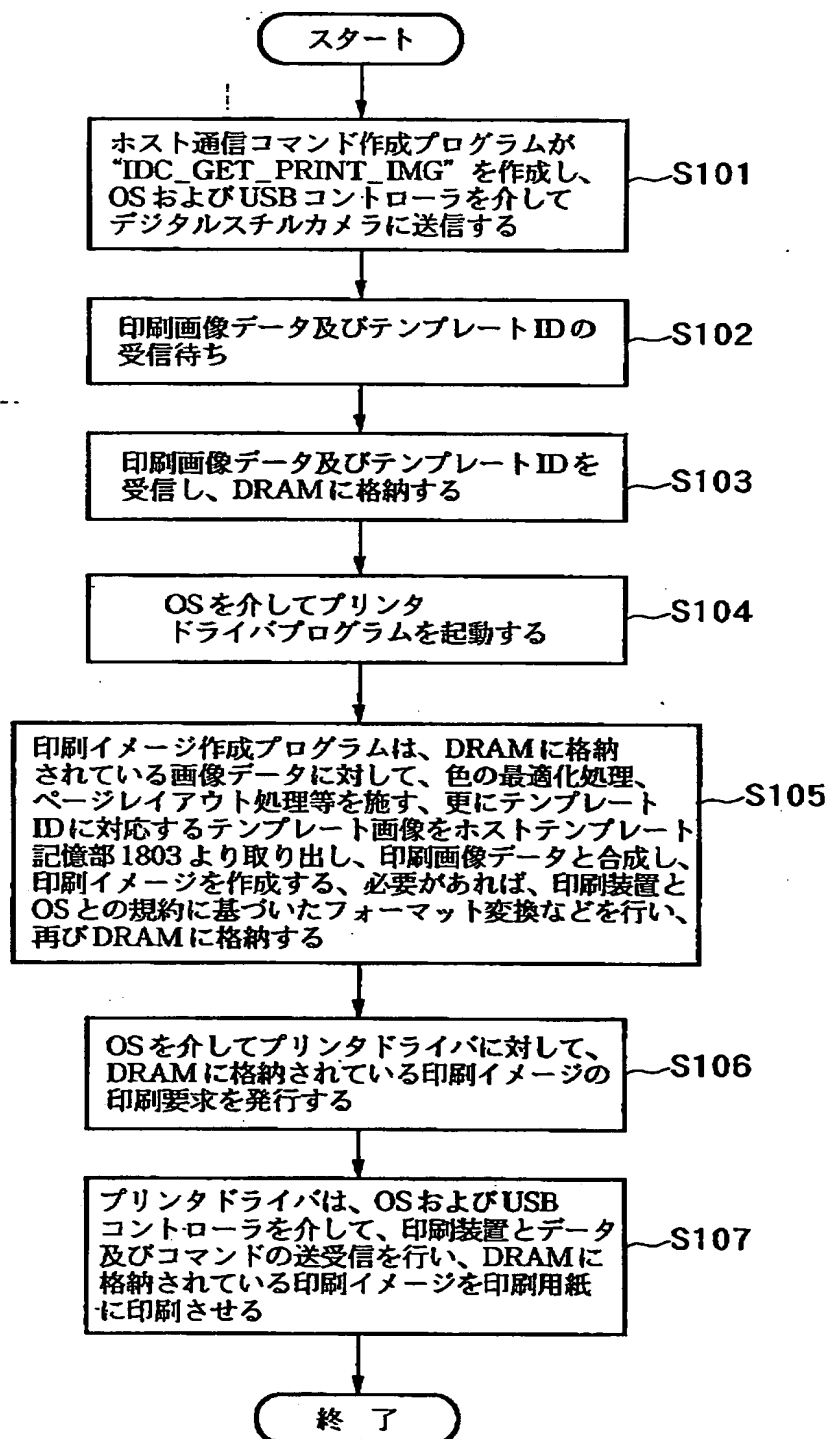 スタート
ホスト通信コマンド作成プログラムが
“IDC_GET_PRINT_IMG”を作成し、
OSおよびUSBコントローラを介して
デジタルスチルカメラに送信する
S101
印刷画像データ及びテンプレートIDの
受信待ち
S102
印刷画像データ及びテンプレートIDを
受信し、DRAMに格納する
S103
OSを介してプリンタ
ドライバプログラムを起動する
S104
印刷イメージ作成プログラムは、DRAMに格納
されている画像データに対して、色の最適化処理、
ページレイアウト処理等を施す、更にテンプレート
IDに対応するテンプレート画像をホストテンプレート
記憶部1803より取り出し、印刷画像データと合成し、
印刷イメージを作成する、必要があれば、印刷装置と
OSとの規約に基づいたフォーマット変換などを行い、
再びDRAMに格納する
S105
OSを介してプリンタドライバに対して、
DRAMに格納されている印刷イメージの
印刷要求を発行する
S106
プリンタドライバは、OSおよびUSB
コントローラを介して、印刷装置とデータ
及びコマンドの送受信を行い、DRAMに
格納されている印刷イメージを印刷用紙
に印刷させる
S107
終 了